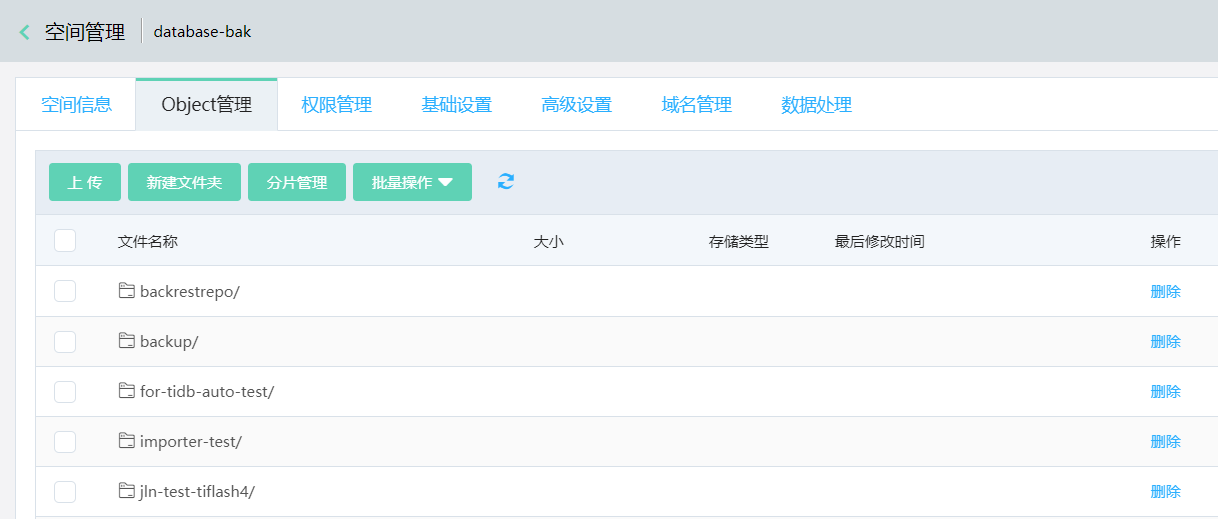 空间管理 database-bak
空间信息 Object管理 权限管理 基础设置 高级设置 域名管理 数据处理
上 传 新建文件夹 分片管理 批量操作
文件名称 大小 存储类型 最后修改时间 操作
backrestrepo/ 删除
backup/ 删除
for-tidb-auto-test/ 删除
importer-test/ 删除
jln-test-tiflash4/ 删除